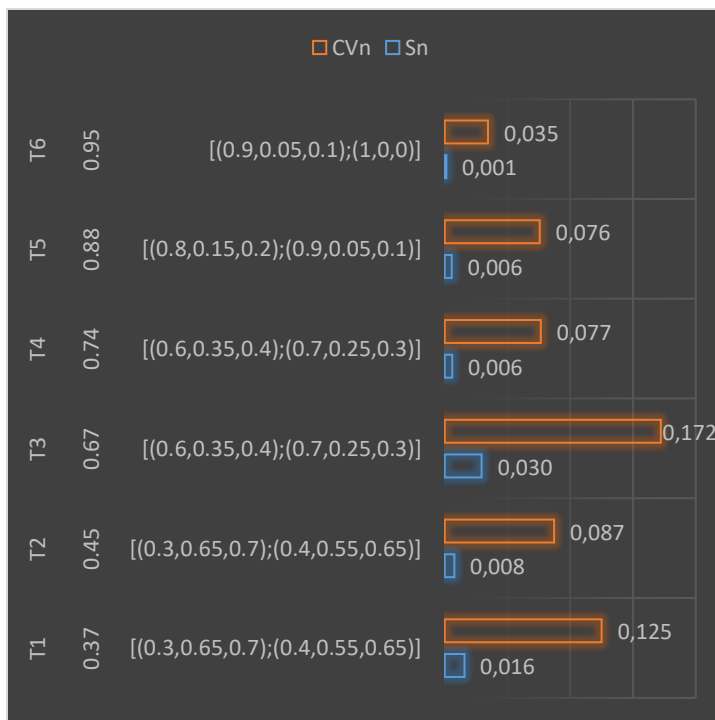 CVn Sn
T6 0.95 [(0.9,0.05,0.1);(1,0,0)] 0,035
0,001
T5 0.88 [(0.8,0.15,0.2);(0.9,0.05,0.1)] 0,076
0,006
T4 0.74 [(0.6,0.35,0.4);(0.7,0.25,0.3)] 0,077
0,006
T3 0.67 [(0.6,0.35,0.4);(0.7,0.25,0.3)] 0,172
0,030
T2 0.45 [(0.3,0.65,0.7);(0.4,0.55,0.65)] 0,087
0,008
T1 0.37 [(0.3,0.65,0.7);(0.4,0.55,0.65)] 0,125
0,016